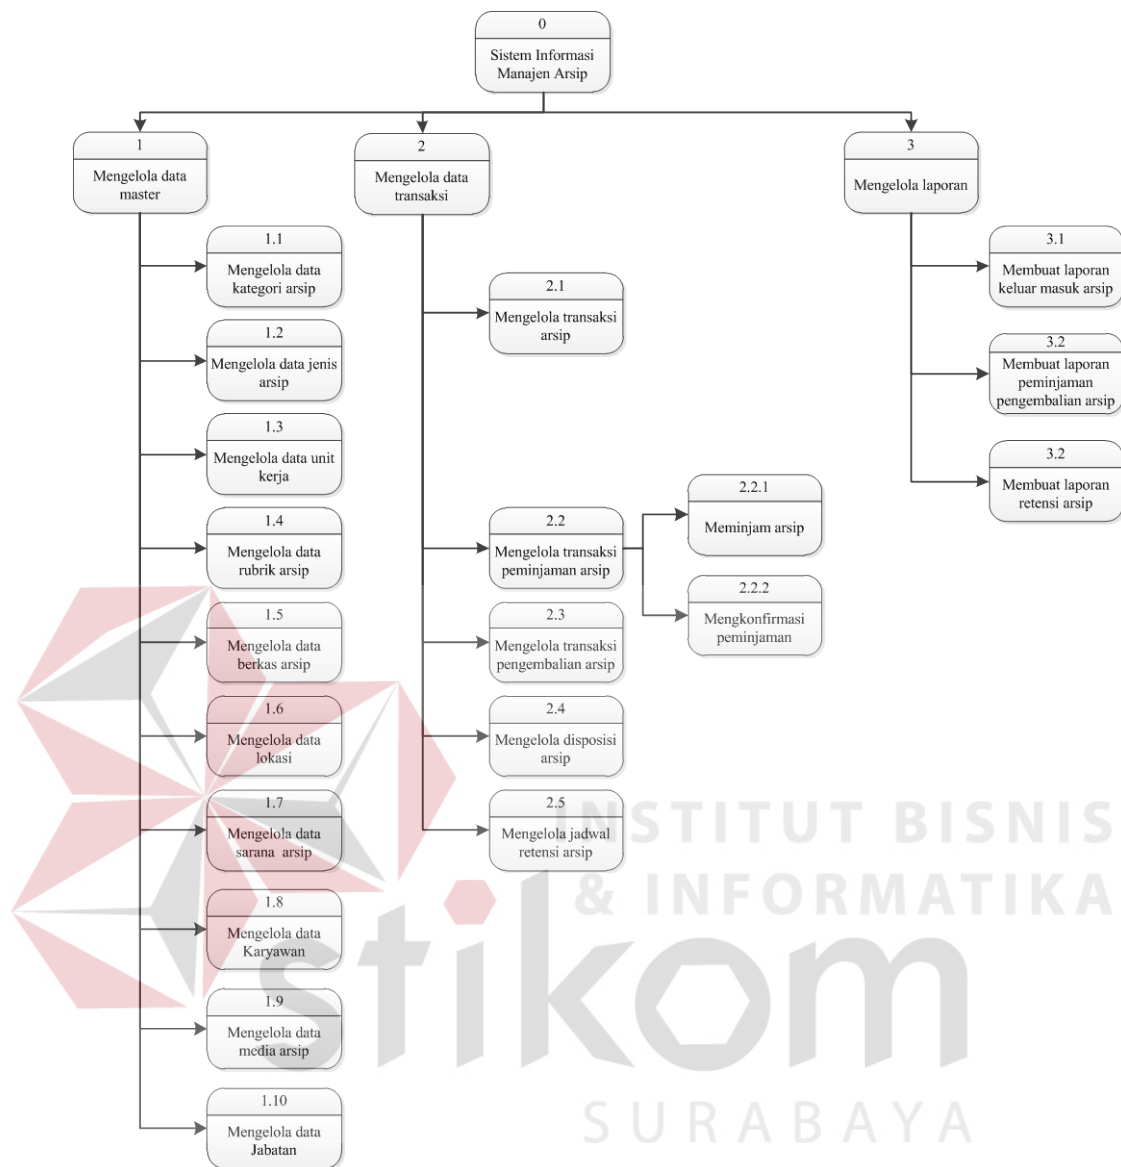 0
Sistem Informasi
Manajen Arsip
1
Mengelola data
master
2
Mengelola data
transaksi
3
Mengelola laporan
1.1
Mengelola data
kategori arsip
1.2
Mengelola data jenis
arsip
1.3
Mengelola data unit
kerja
1.4
Mengelola data
rubrik arsip
1.5
Mengelola data
berkas arsip
1.6
Mengelola data
lokasi
1.7
Mengelola data
sarana arsip
1.8
Mengelola data
Karyawan
1.9
Mengelola data
media arsip
1.10
Mengelola data
Jabatan
2.1
Mengelola transaksi
arsip
2.2
Mengelola transaksi
peminjaman arsip
2.2.1
Meminjam arsip
2.2.2
Mengkonfirmasi
peminjaman
2.3
Mengelola transaksi
pengembalian arsip
2.4
Mengelola disposisi
arsip
2.5
Mengelola jadwal
retensi arsip
3.1
Membuat laporan
keluar masuk arsip
3.2
Membuat laporan
peminjaman
pengembalian arsip
3.2
Membuat laporan
retensi arsip
INSTITUT BISNIS
& INFORMATIKA
stikom
SURABAYA